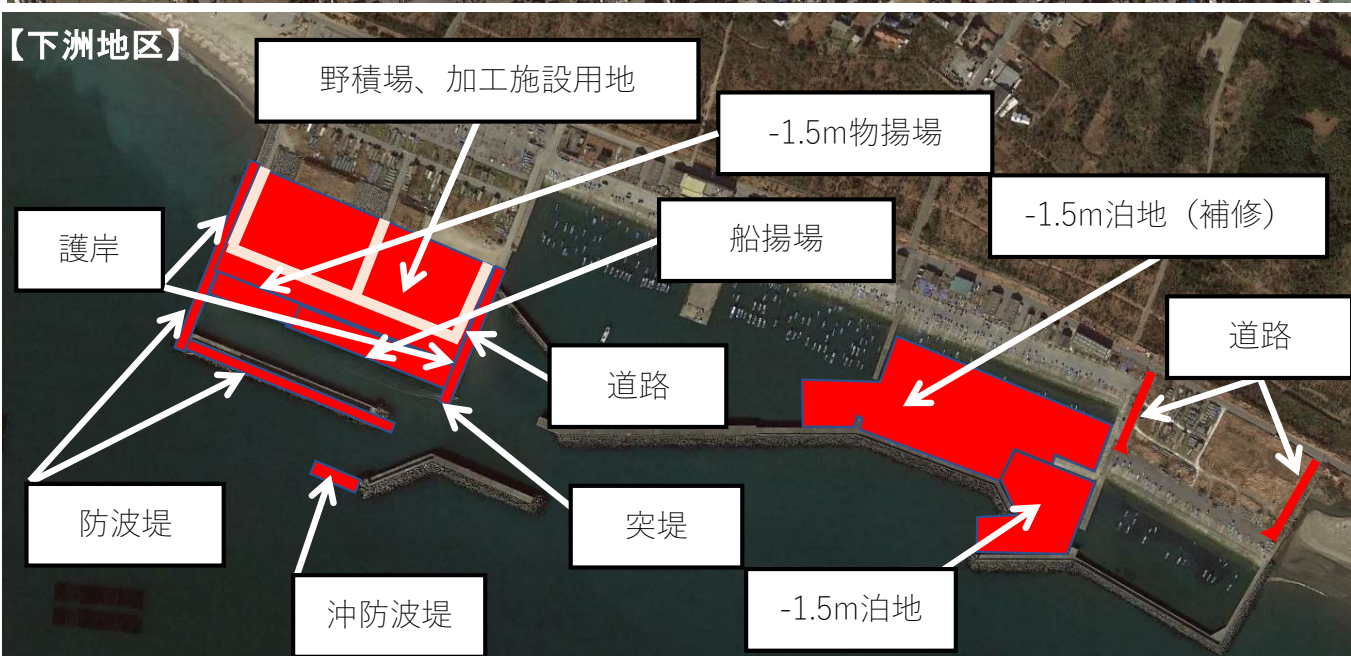 【下洲地区】
野積場、加工施設用地
-1.5m物揚場
-1.5m泊地（補修）
護岸
船揚場
道路
道路
防波堤
突堤
沖防波堤
-1.5m泊地